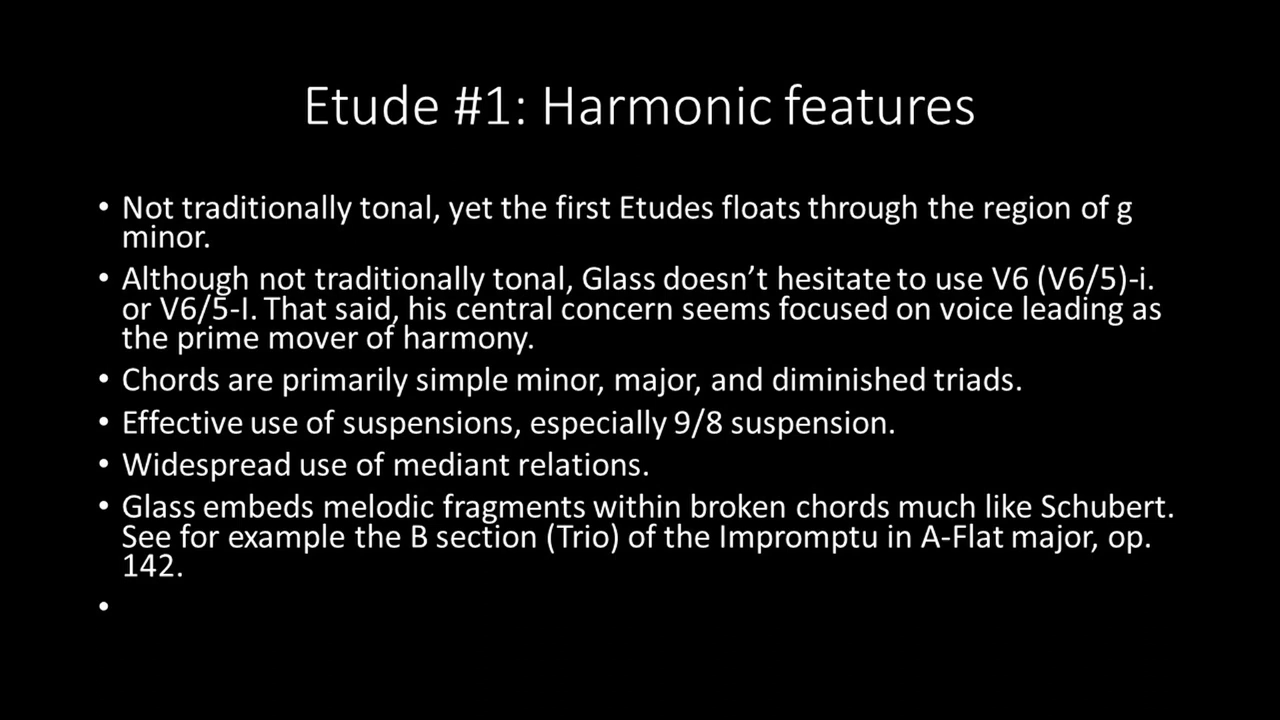 Etude #1: Harmonic features
• Not traditionally tonal, yet the first Etudes floats through the region of g
minor.
• Although not traditionally tonal, Glass doesn’t hesitate to use V6 (V6/5)-i.
or V6/5-I. That said, his central concern seems focused on voice leading as
the prime mover of harmony.
• Chords are primarily simple minor, major, and diminished triads.
• Effective use of suspensions, especially 9/8 suspension.
• Widespread use of mediant relations.
• Glass embeds melodic fragments within broken chords much like Schubert.
See for example the B section (Trio) of the Impromptu in A-Flat major, op.
142.
•